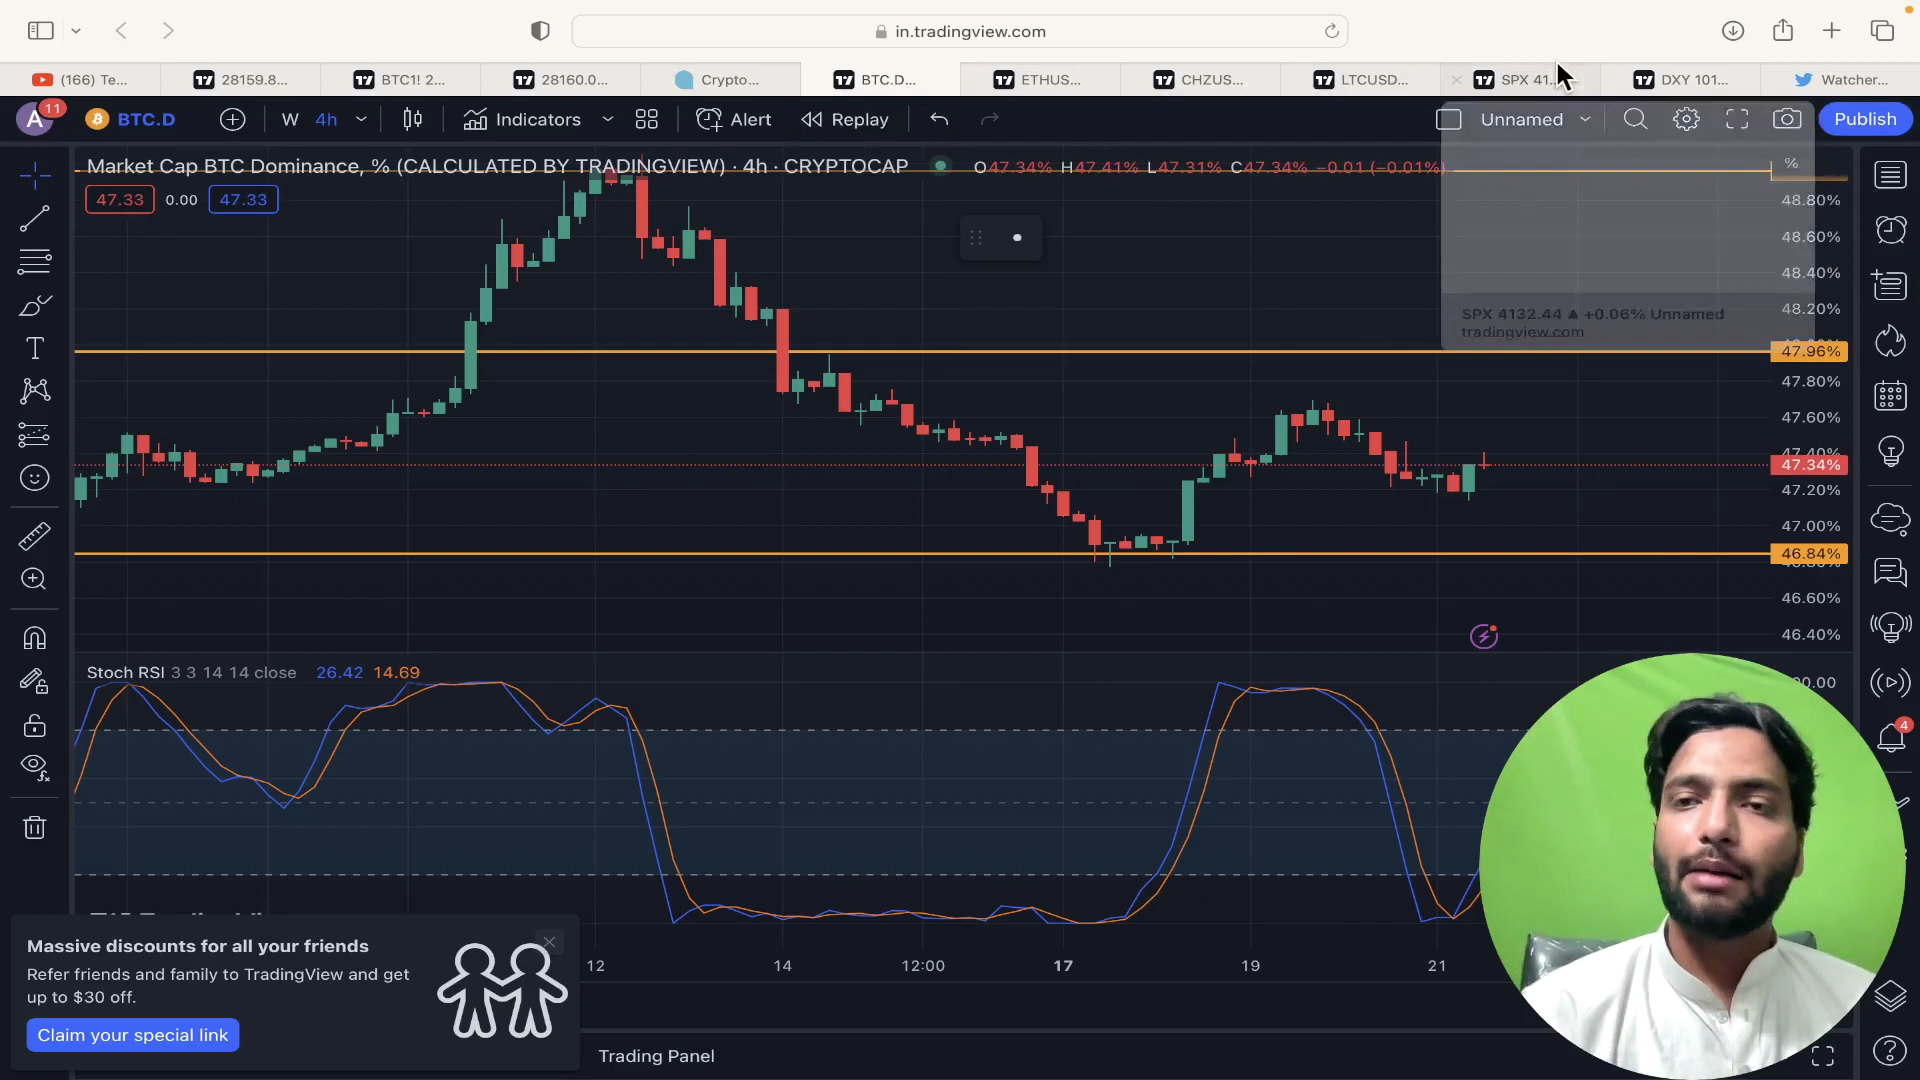 in.tradingview.com
(166) Te...
28159.8...
BTC1! 2...
28160.0...
Crypto...
BTC.D...
ETHUS...
CHZUS...
LTCUSD...
SPX 41...
DXY 101...
Watcher...
A
11
BTC.D
W
4h
Indicators
Alert
Replay
Unnamed
Publish
Market Cap BTC Dominance, % (CALCULATED BY TRADINGVIEW) · 4h · CRYPTOCAP
O47.34% H47.41% L47.31% C47.34% −0.01 (−0.01%)
%
47.33
0.00
47.33
48.80%
48.60%
48.40%
48.20%
SPX 4132.44 ▲ +0.06% Unnamed
tradingview.com
47.96%
47.80%
47.60%
47.40%
47.34%
47.20%
47.00%
46.84%
46.60%
46.40%
Stoch RSI 3 3 14 14 close 26.42 14.69
4
Massive discounts for all your friends
Refer friends and family to TradingView and get
up to $30 off.
Claim your special link
12
14
12:00
17
19
21
Trading Panel